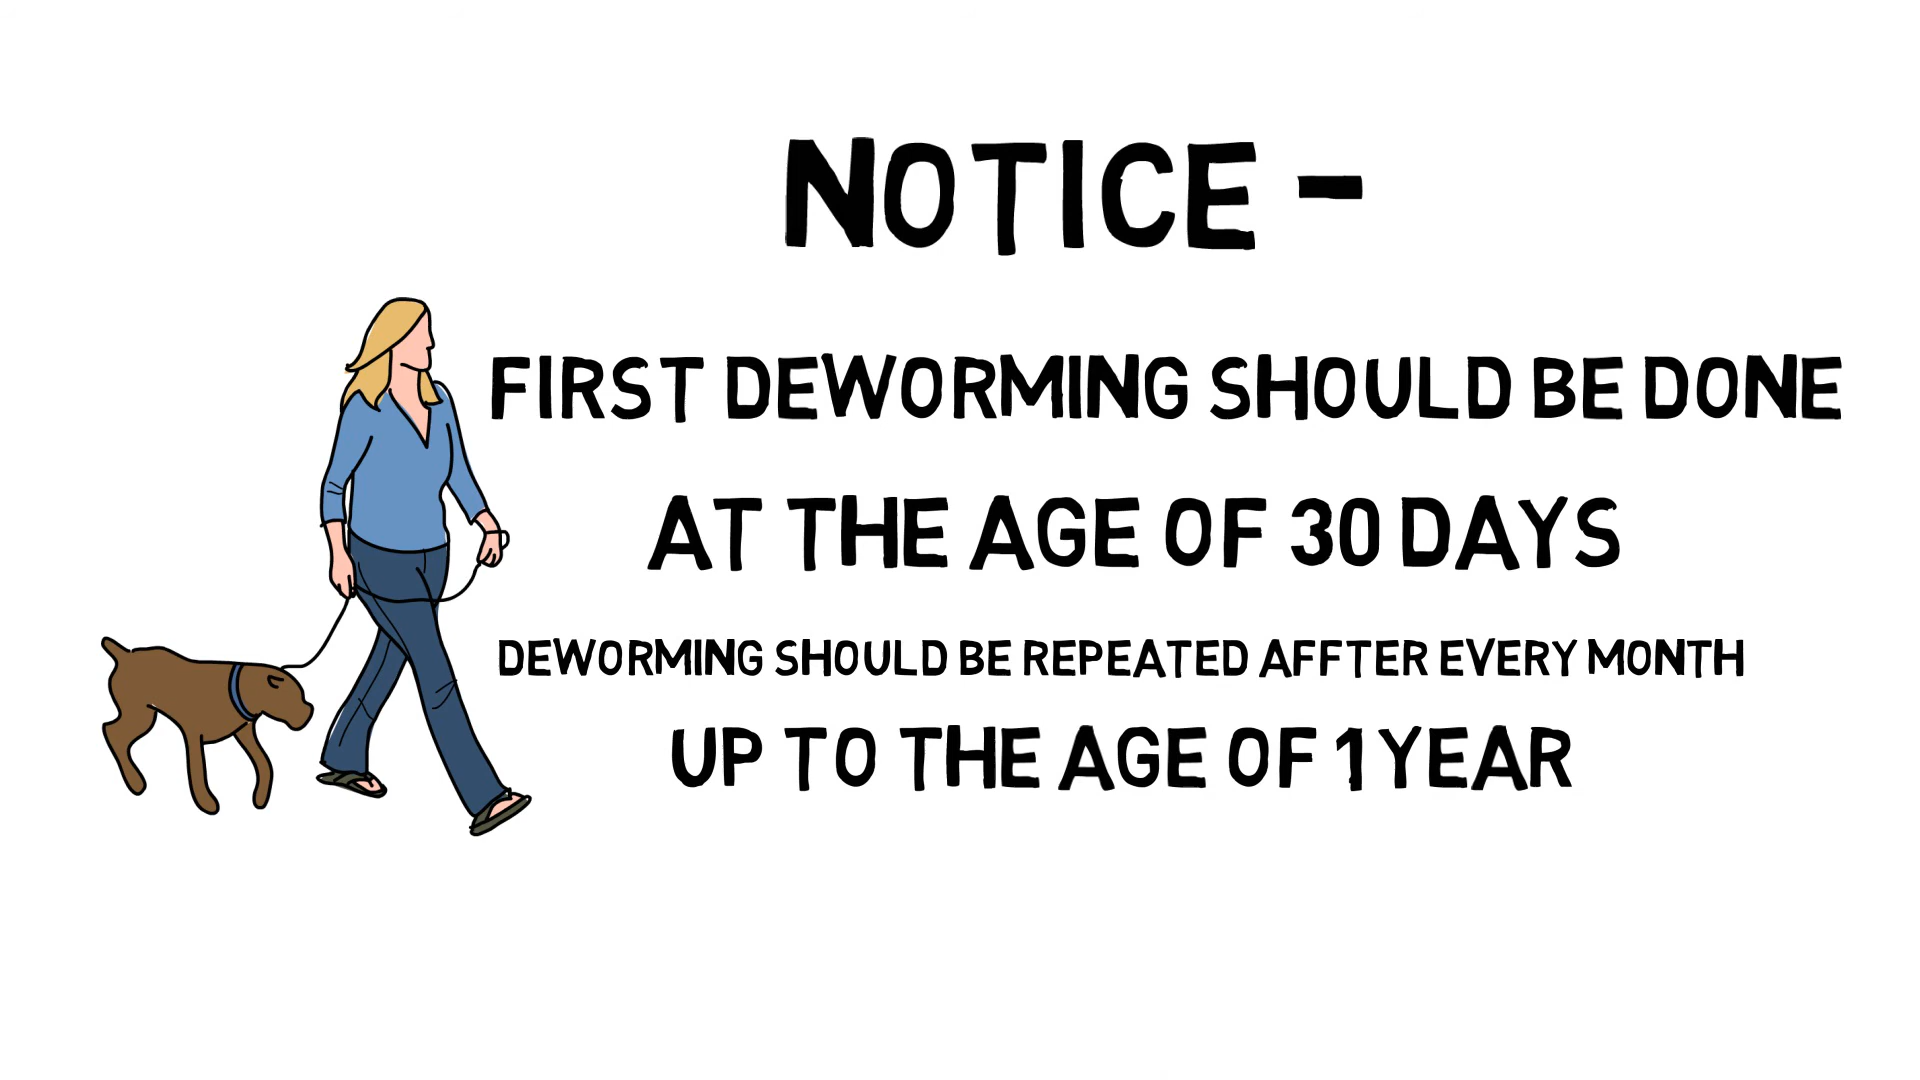 NOTICE -
FIRST DEWORMING SHOULD BE DONE
AT THE AGE OF 30 DAYS
DEWORMING SHOULD BE REPEATED AFFTER EVERY MONTH
UP TO THE AGE OF 1 YEAR